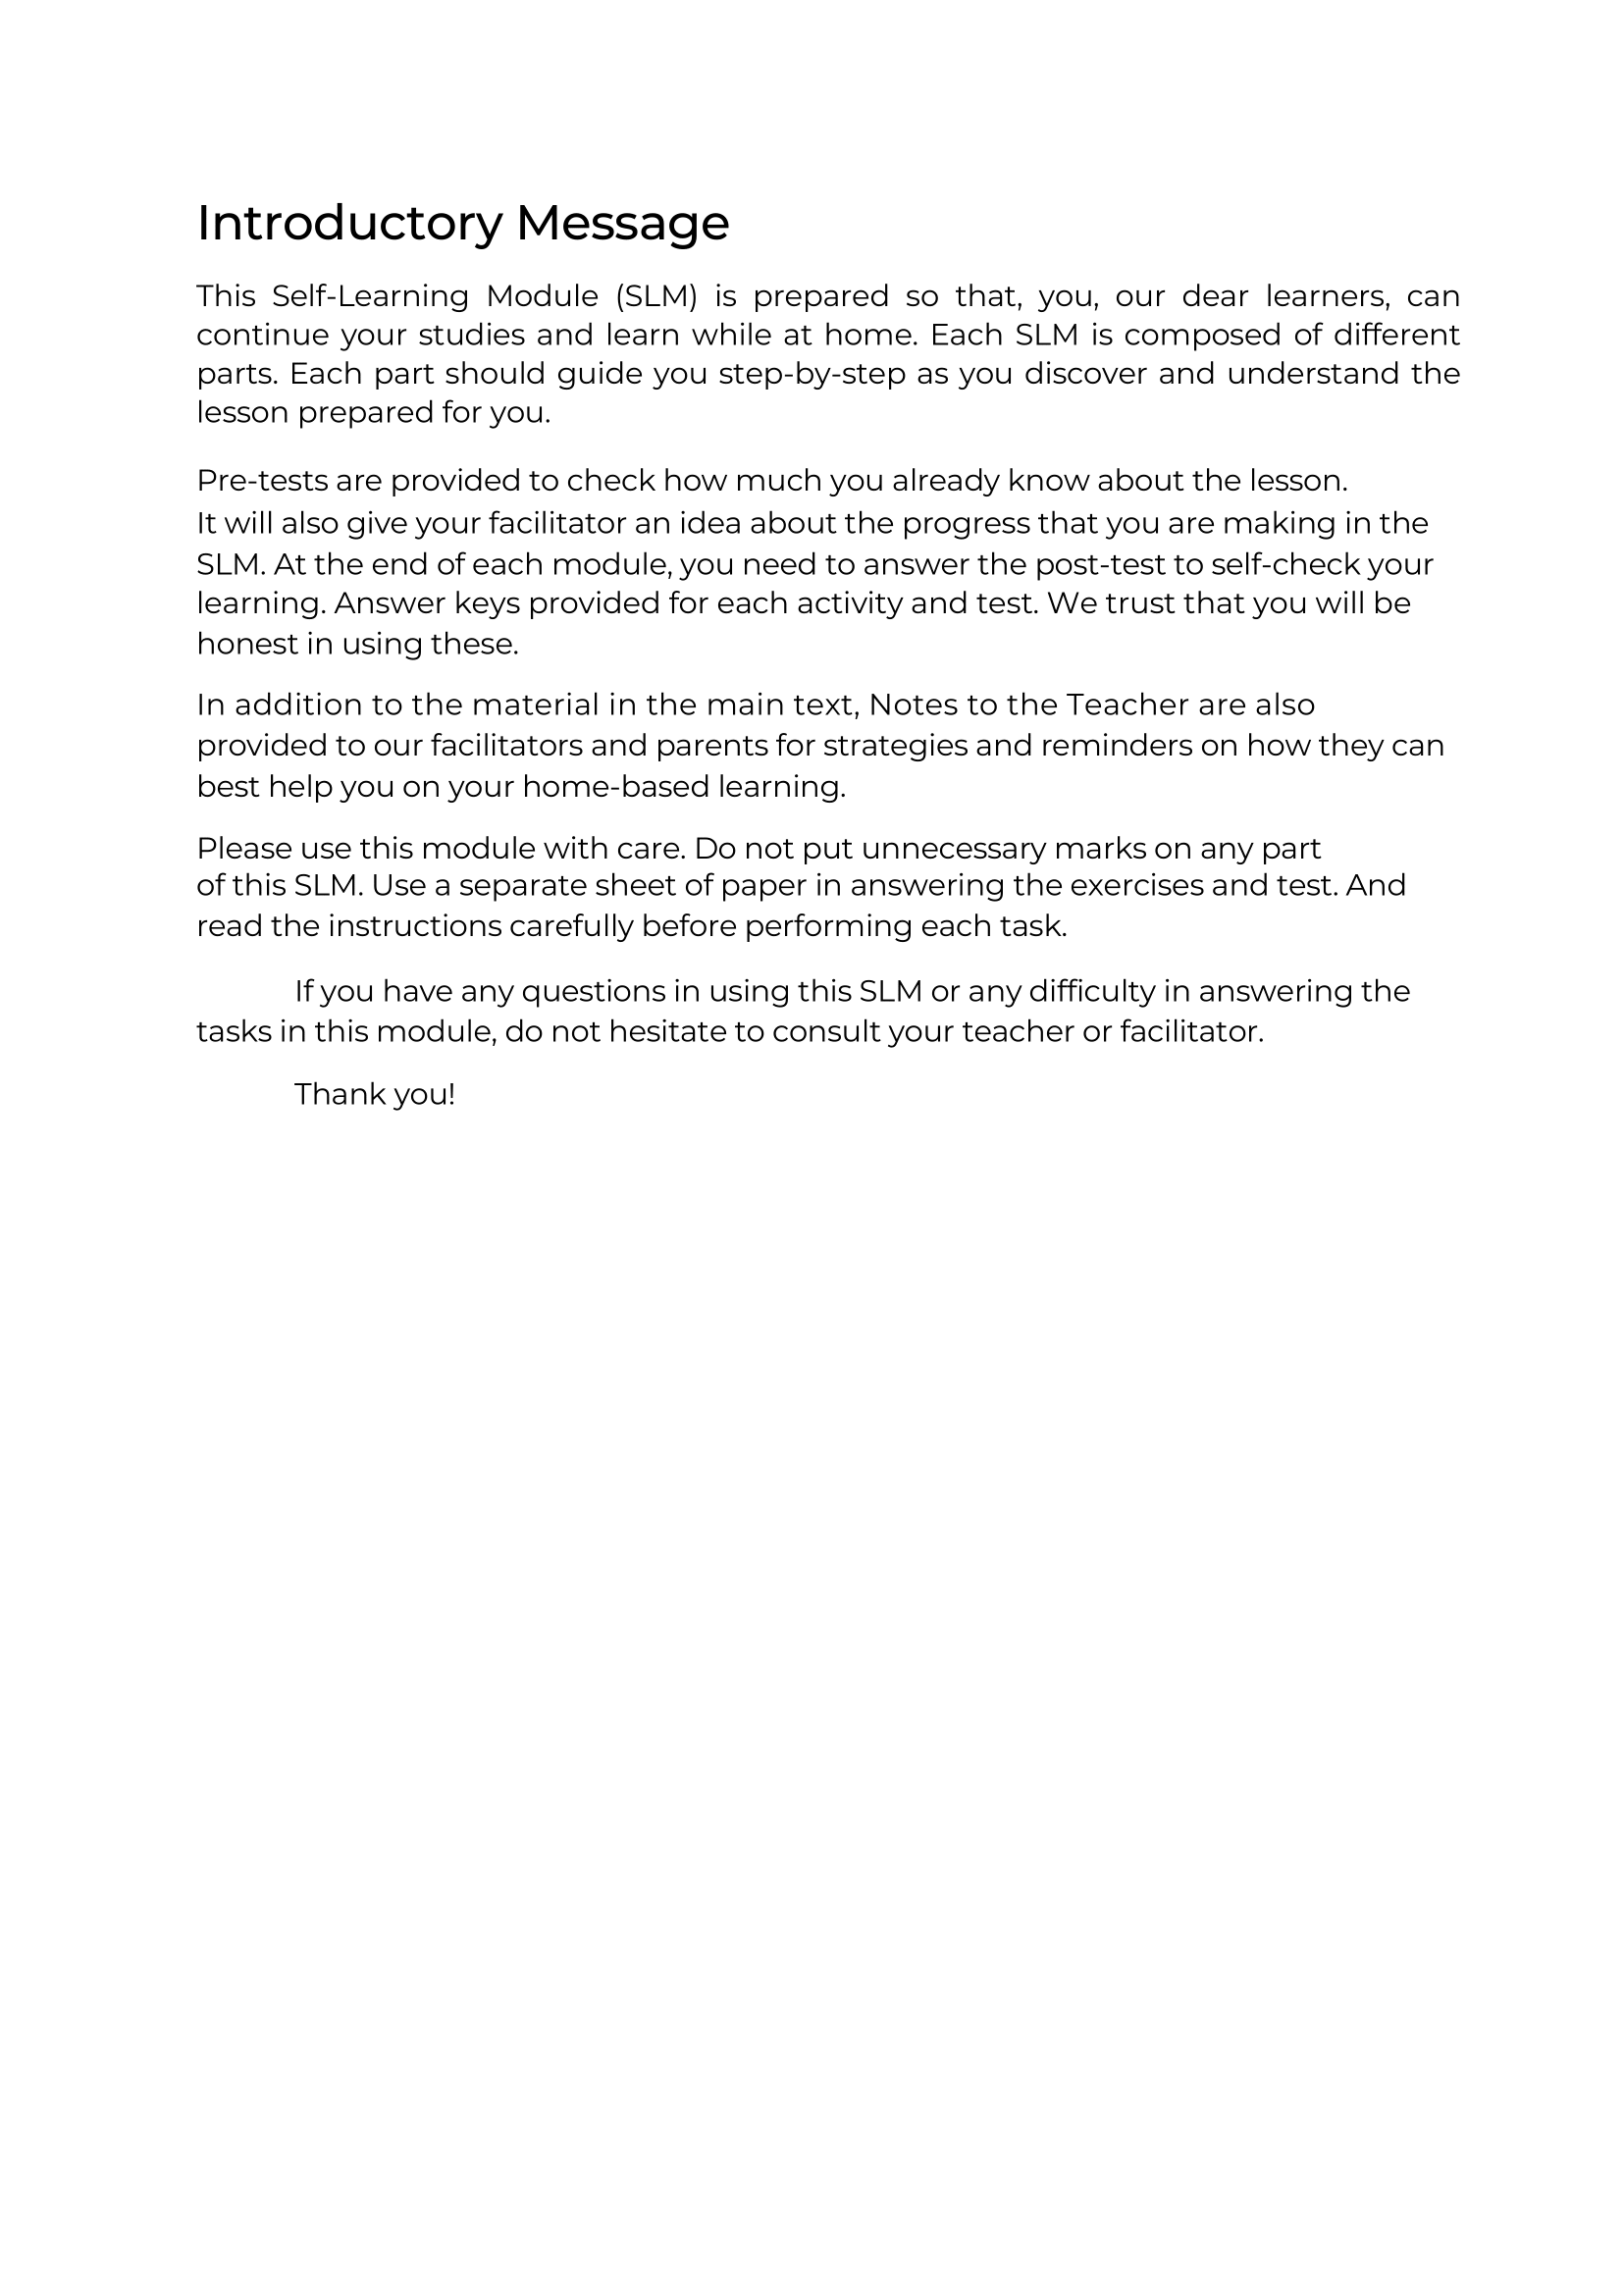 Introductory Message
This Self-Learning Module (SLM) is prepared so that, you, our dear learners, can
continue your studies and learn while at home. Each SLM is composed of different
parts. Each part should guide you step-by-step as you discover and understand the
lesson prepared for you.
Pre-tests are provided to check how much you already know about the lesson.
It will also give your facilitator an idea about the progress that you are making in the
SLM. At the end of each module, you need to answer the post-test to self-check your
learning. Answer keys provided for each activity and test. We trust that you will be
honest in using these.
In addition to the material in the main text, Notes to the Teacher are also
provided to our facilitators and parents for strategies and reminders on how they can
best help you on your home-based learning.
Please use this module with care. Do not put unnecessary marks on any part
of this SLM. Use a separate sheet of paper in answering the exercises and test. And
read the instructions carefully before performing each task.
If you have any questions in using this SLM or any difficulty in answering the
tasks in this module, do not hesitate to consult your teacher or facilitator.
Thank you!